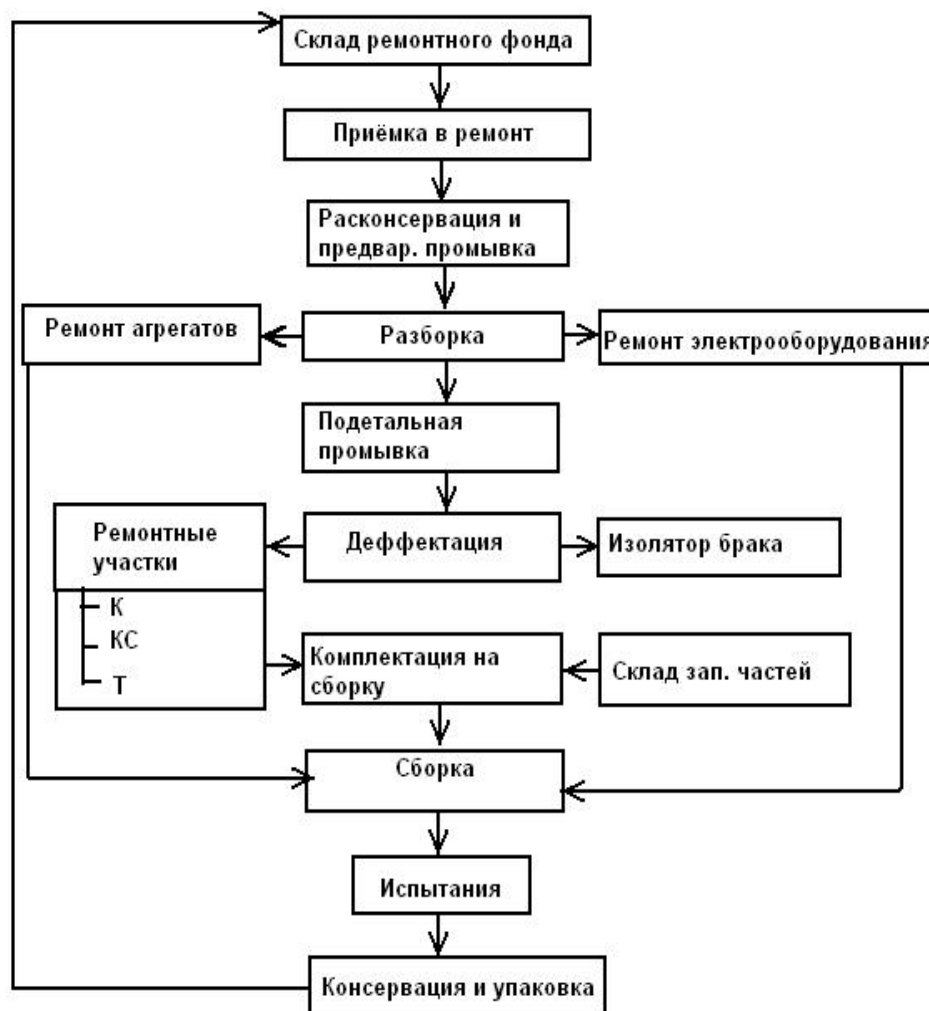 Склад ремонтного фонда
Приёмка в ремонт
Расконсервация и
предвар. промывка
Ремонт агрегатов
Разборка
Ремонт электрооборудования
Подетальная
промывка
Ремонтные
участки
Деффектация
Изолятор брака
К
КС
Т
Комплектация на
сборку
Склад зап. частей
Сборка
Испытания
Консервация и упаковка